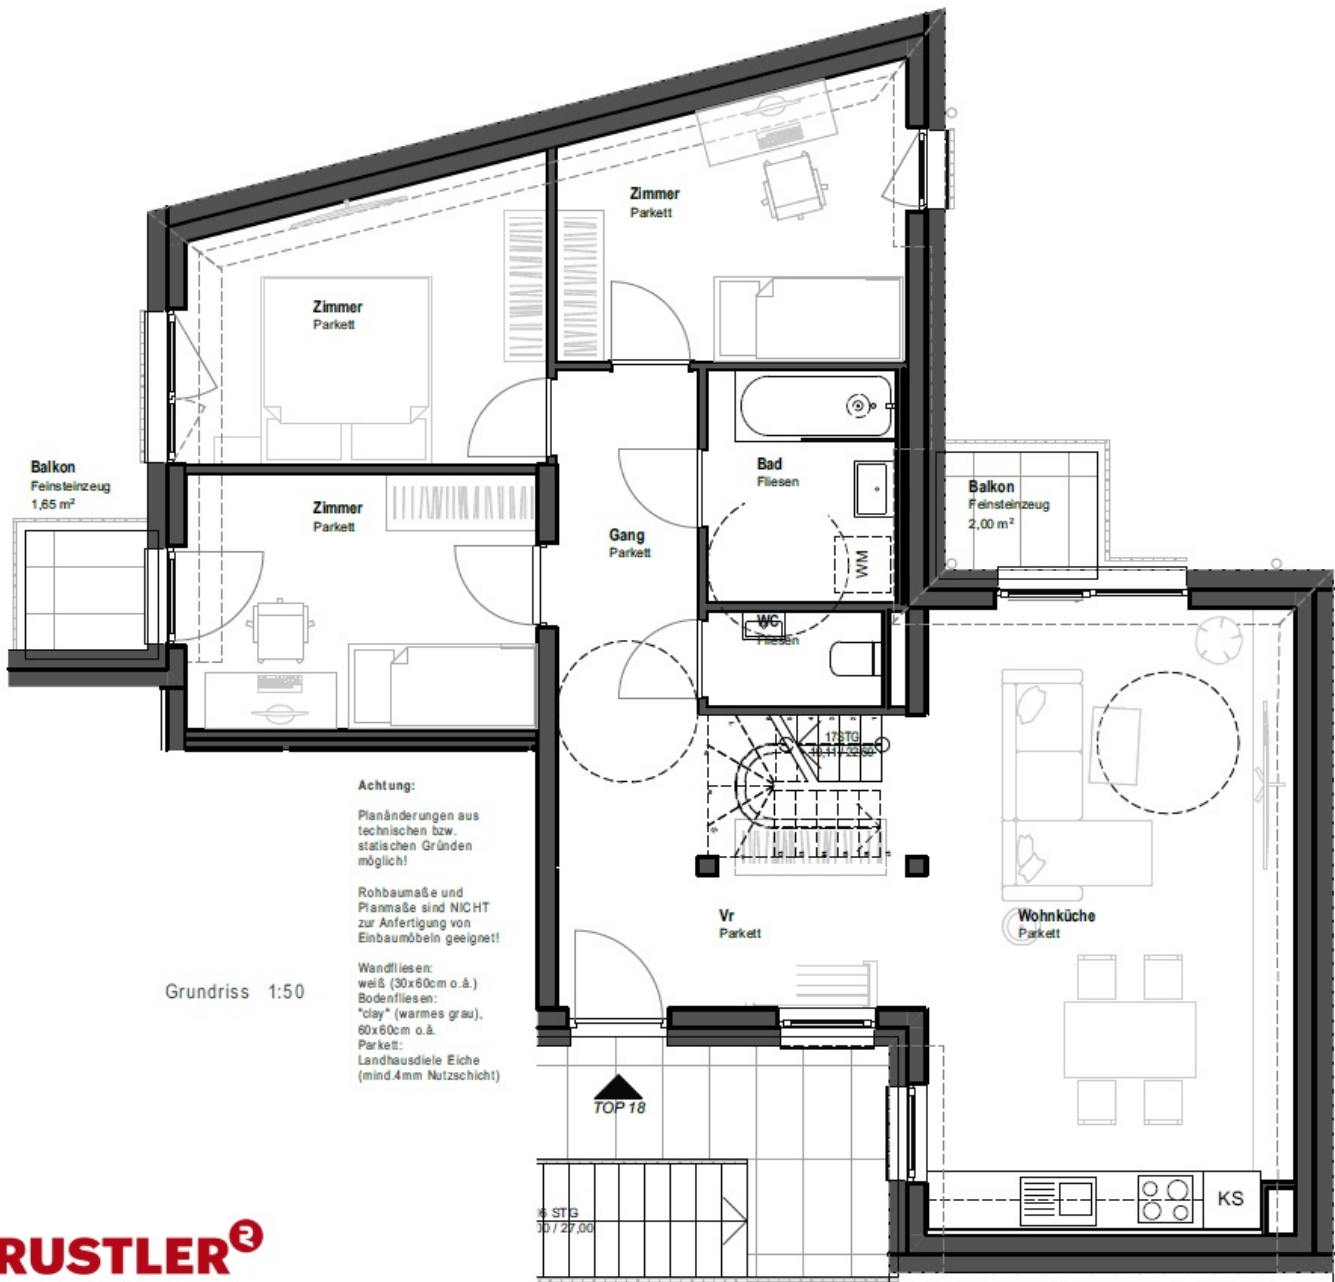 Zimmer
Parkett
Zimmer
Parkett
Balkon
Feinsteinzeug
1,65 m²
Zimmer
Parkett
Bad
Fliesen
WM
Gang
Parkett
Balkon
Feinsteinzeug
2,00 m²
WC
Fliesen
17STG
Achtung:
Planänderungen aus
technischen bzw.
statischen Gründen
möglich!
Rohbaumaße und
Planmaße sind NICHT
zur Anfertigung von
Einbaumöbeln geeignet!
Wandfliesen:
weiß (30x60cm o.ä.)
Bodenfliesen:
"clay" (warmes grau),
60x60cm o.ä.
Parkett:
Landhausdiele Eiche
(mind.4mm Nutzschicht)
Grundriss 1:50
Vr
Parkett
Wohnküche
Parkett
TOP 18
STG
/ 27,00
KS
RUSTLER